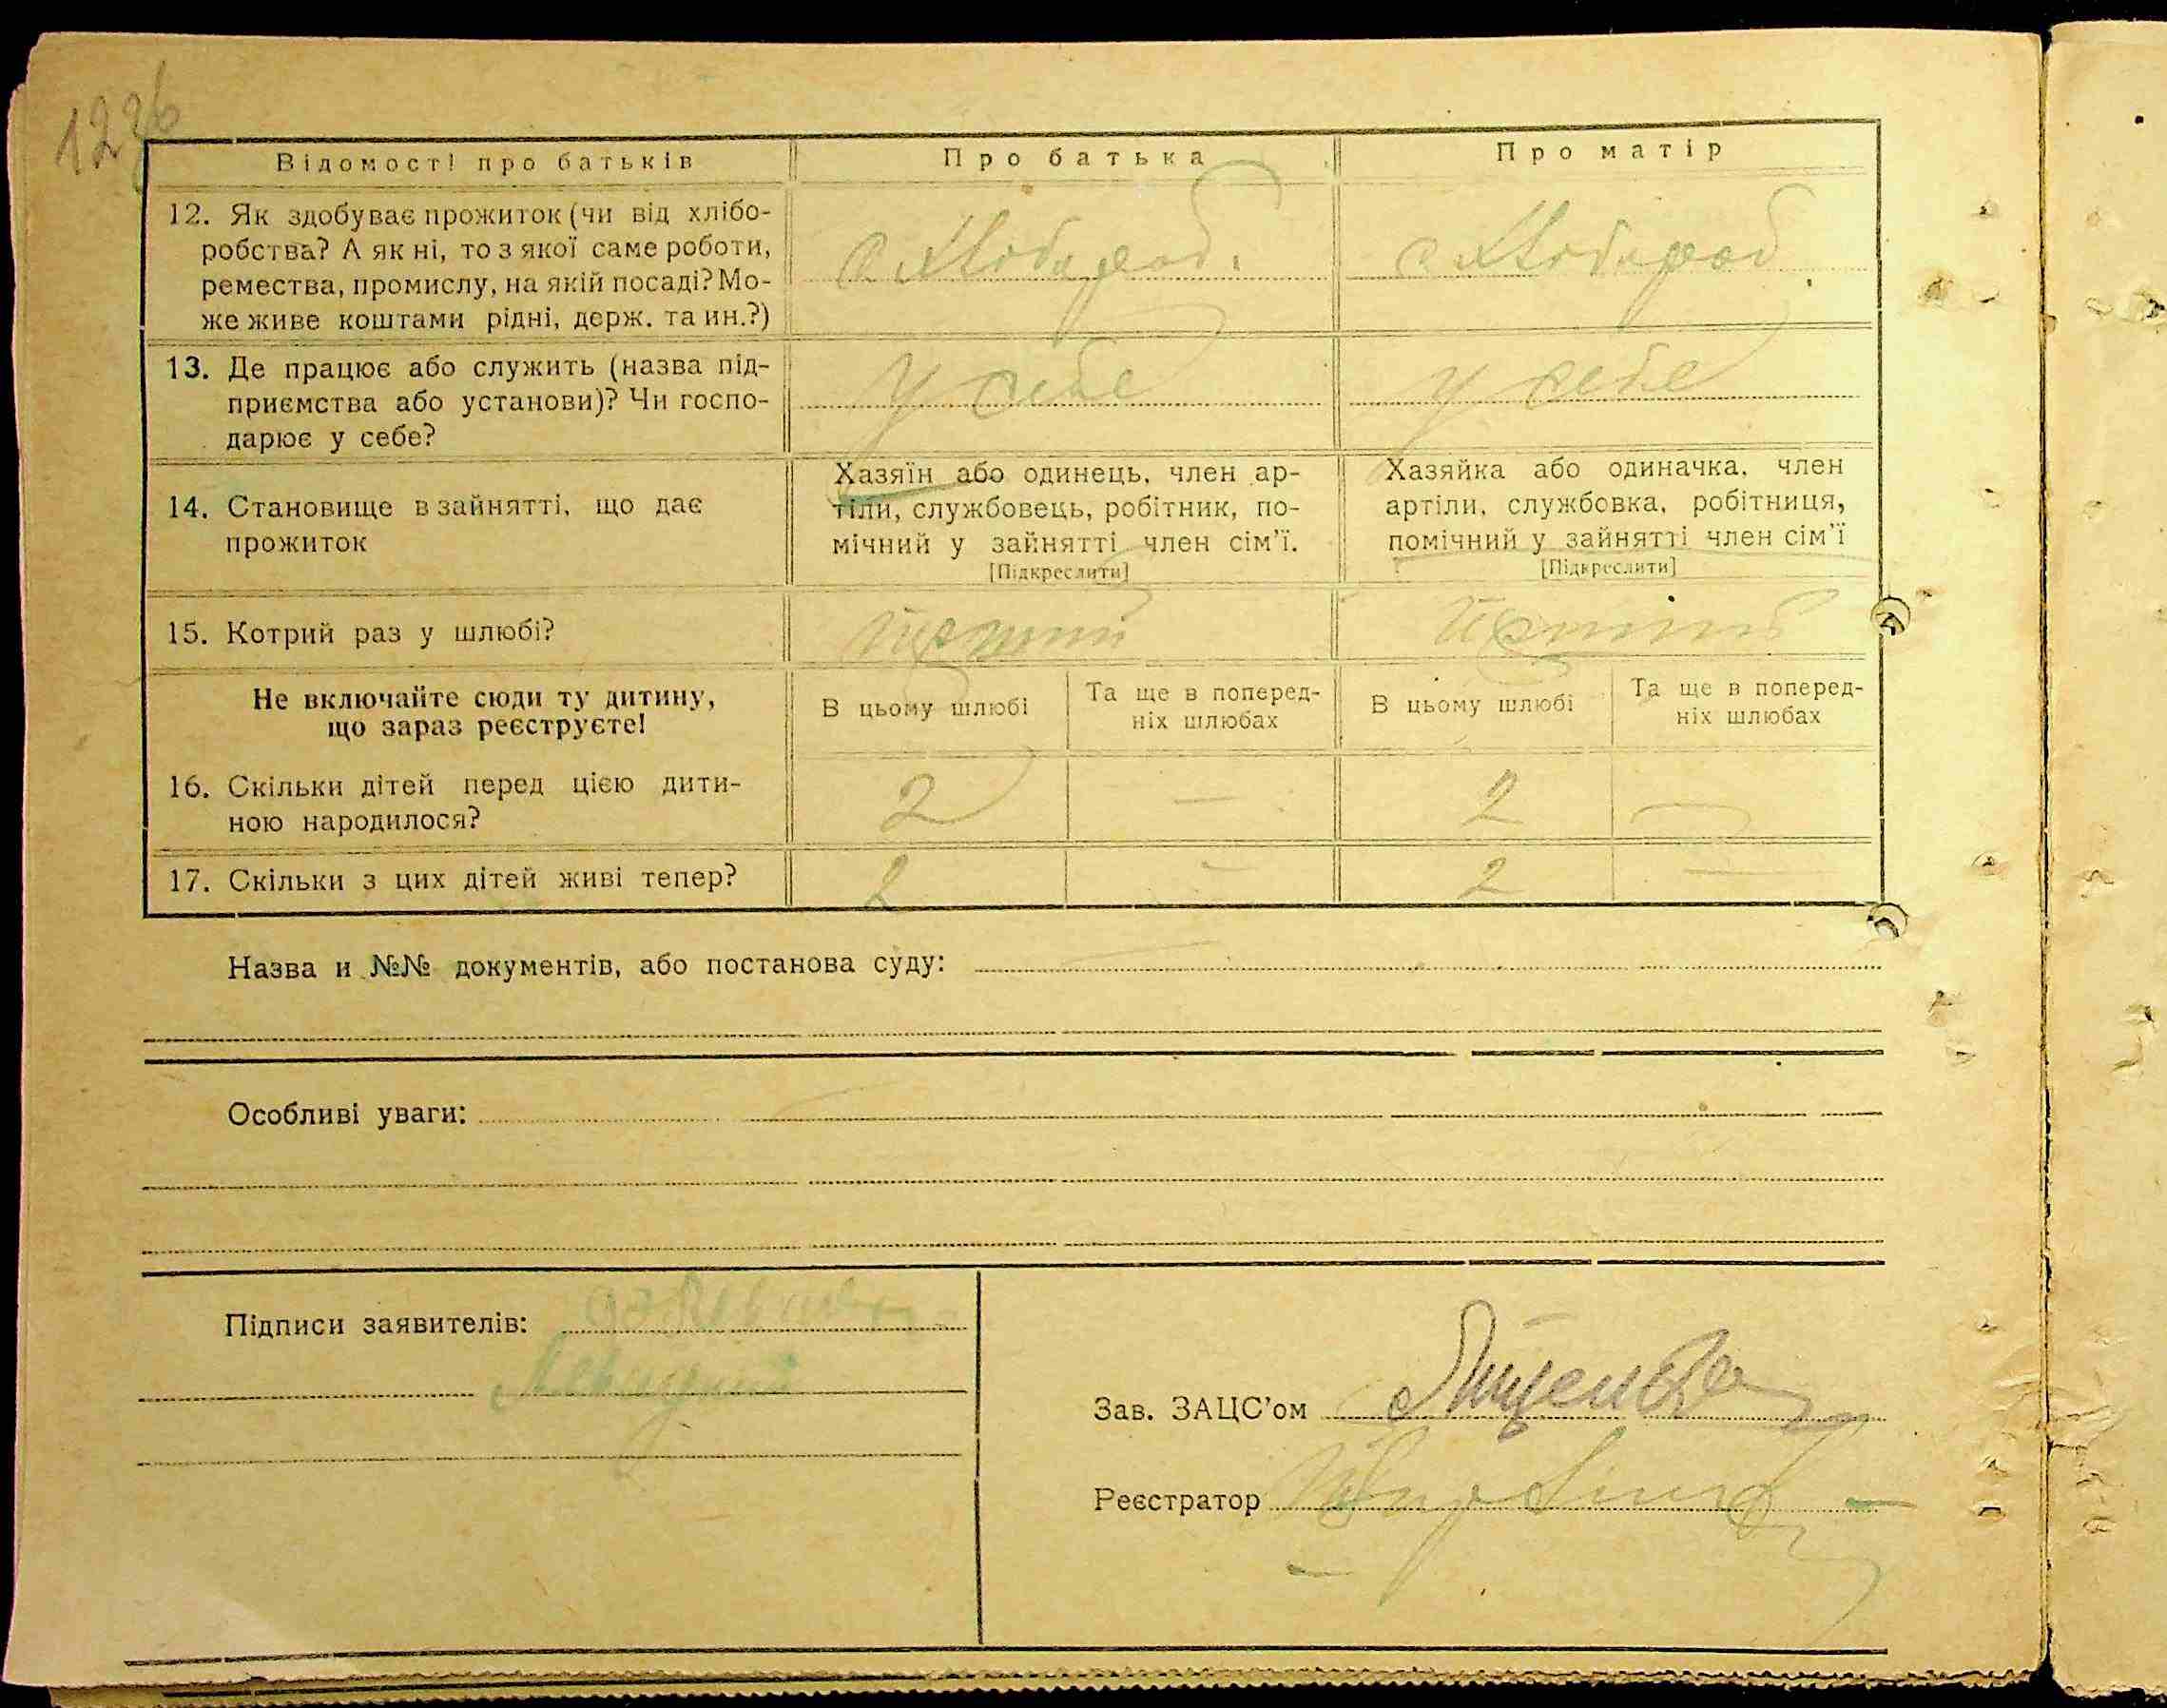 Відомості про батьків
Про батька
Про матір
12. Як здобуває прожиток (чи від хлібо-
робства? А як ні, то з якої саме роботи,
ремества, промислу, на якій посаді? Мо-
же живе коштами рідні, держ. та ин.?)
13. Де працює або служить (назва під-
приємства або установи)? Чи госпо-
дарює у себе?
у себе
у себе
14. Становище в зайнятті, що дає
прожиток
Хазяїн або одинець, член ар-
тіли, службовець, робітник, по-
мічний у зайнятті член сім'ї.
[Підкреслити]
Хазяйка або одиначка, член
артіли, службовка, робітниця,
помічний у зайнятті член сім'ї
[Підкреслити]
15. Котрий раз у шлюбі?
Не включайте сюди ту дитину,
що зараз реєструєте!
В цьому шлюбі
Та ще в поперед-
ніх шлюбах
В цьому шлюбі
Та ще в поперед-
ніх шлюбах
16. Скільки дітей перед цією дити-
ною народилося?
2
—
2
—
17. Скільки з цих дітей живі тепер?
2
—
2
—
Назва и №№ документів, або постанова суду:
Особливі уваги:
Підписи заявителів:
Зав. ЗАЦС'ом
Реєстратор